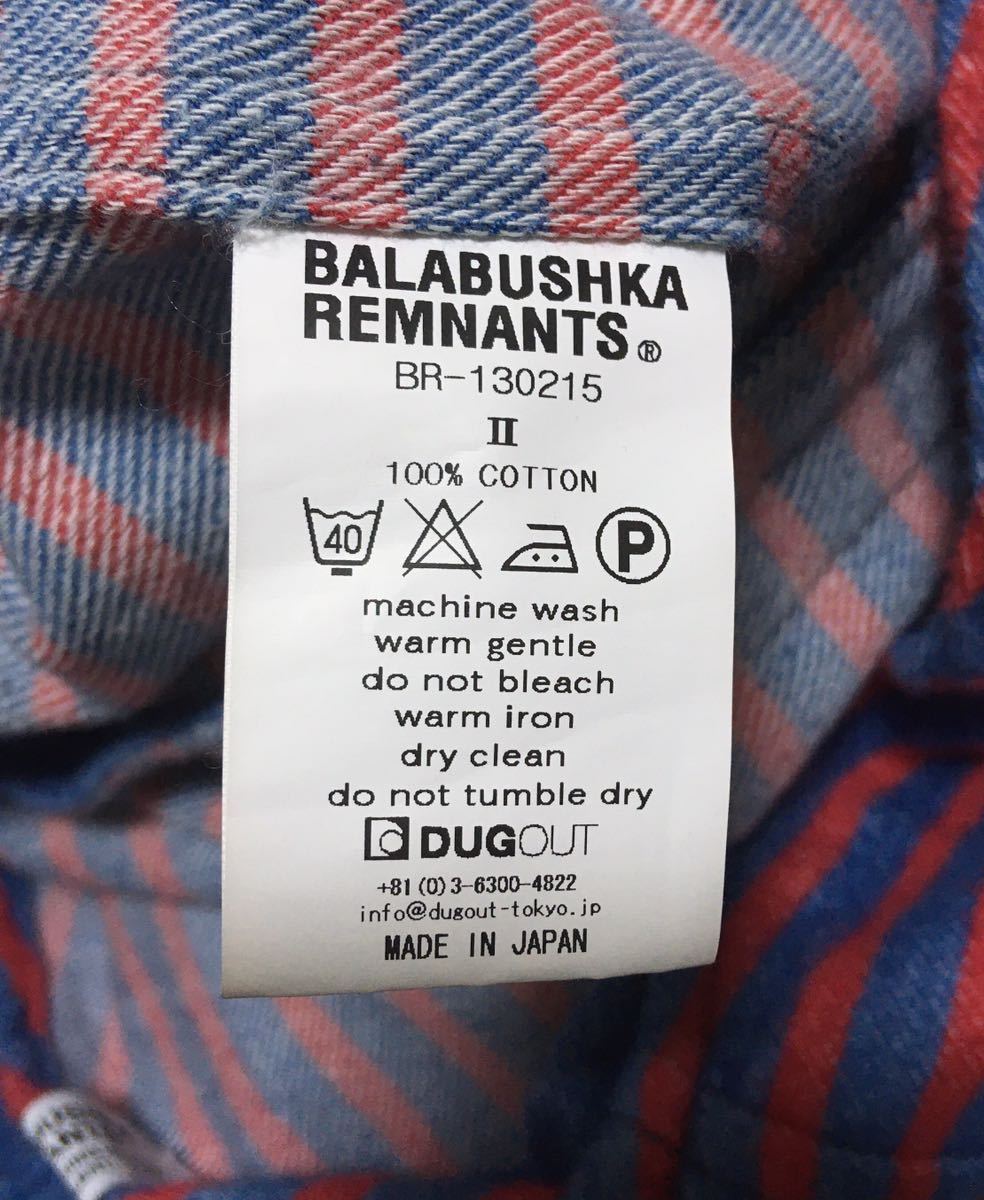 BALABUSHKA
REMNANTS®
BR-130215
II
100% COTTON
40 P
machine wash
warm gentle
do not bleach
warm iron
dry clean
do not tumble dry
DUGOUT
+81(0)3-6300-4822
info@dugout-tokyo.jp
MADE IN JAPAN